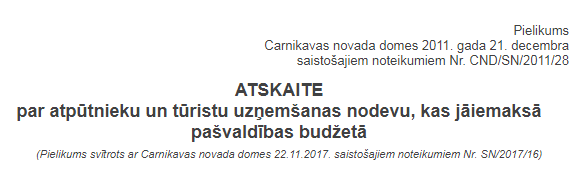 Pielikums
Carnikavas novada domes 2011. gada 21. decembra
saistošajiem noteikumiem Nr. CND/SN/2011/28
ATSKAITE
par atpūtnieku un tūristu uzņemšanas nodevu, kas jāiemaksā
pašvaldības budžetā
(Pielikums svītrots ar Carnikavas novada domes 22.11.2017. saistošajiem noteikumiem Nr. SN/2017/16)